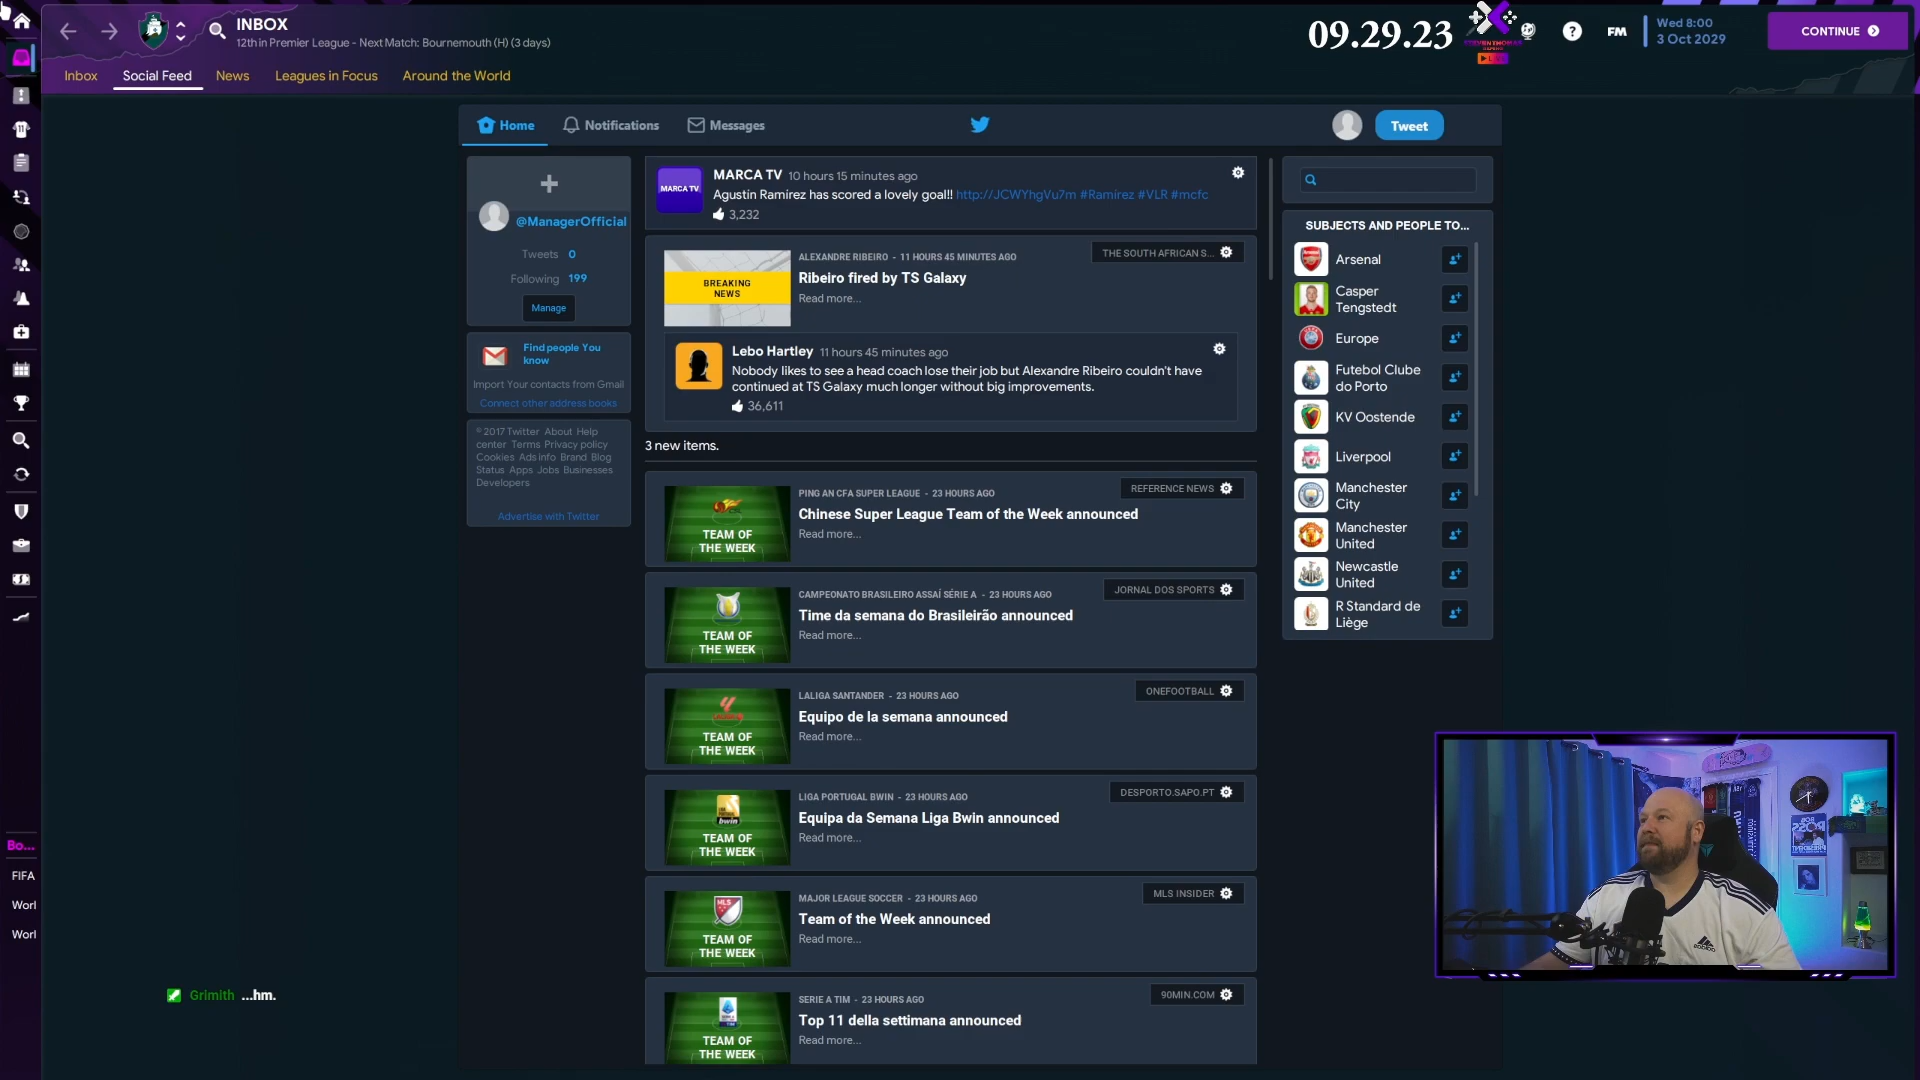 INBOX
12th in Premier League - Next Match: Bournemouth (H) (3 days)
09.29.23
FM
Wed 8:00
3 Oct 2029
CONTINUE
Inbox Social Feed News Leagues in Focus Around the World
Home Notifications Messages
Tweet
@ManagerOfficial
Tweets 0
Following 199
Manage
Find people You
know
Import Your contacts from Gmail
Connect other address books
© 2017 Twitter About Help
center Terms Privacy policy
Cookies Ads info Brand Blog
Status Apps Jobs Businesses
Developers
Advertise with Twitter
MARCA TV
MARCA TV 10 hours 15 minutes ago
Agustín Ramírez has scored a lovely goal!! http://JCWYhgVu7m #Ramírez #VLR #mcfc
3,232
BREAKING
NEWS
ALEXANDRE RIBEIRO - 11 HOURS 45 MINUTES AGO
THE SOUTH AFRICAN S...
Ribeiro fired by TS Galaxy
Read more...
Lebo Hartley 11 hours 45 minutes ago
Nobody likes to see a head coach lose their job but Alexandre Ribeiro couldn't have
continued at TS Galaxy much longer without big improvements.
36,611
3 new items.
TEAM OF
THE WEEK
PING AN CFA SUPER LEAGUE - 23 HOURS AGO
REFERENCE NEWS
Chinese Super League Team of the Week announced
Read more...
TEAM OF
THE WEEK
CAMPEONATO BRASILEIRO ASSAÍ SÉRIE A - 23 HOURS AGO
JORNAL DOS SPORTS
Time da semana do Brasileirão announced
Read more...
TEAM OF
THE WEEK
LALIGA SANTANDER - 23 HOURS AGO
ONEFOOTBALL
Equipo de la semana announced
Read more...
bwin
TEAM OF
THE WEEK
LIGA PORTUGAL BWIN - 23 HOURS AGO
DESPORTO.SAPO.PT
Equipa da Semana Liga Bwin announced
Read more...
MLS
TEAM OF
THE WEEK
MAJOR LEAGUE SOCCER - 23 HOURS AGO
MLS INSIDER
Team of the Week announced
Read more...
TEAM OF
THE WEEK
SERIE A TIM - 23 HOURS AGO
90MIN.COM
Top 11 della settimana announced
Read more...
SUBJECTS AND PEOPLE TO...
Arsenal
Casper
Tengstedt
Europe
Futebol Clube
do Porto
KV Oostende
Liverpool
Manchester
City
Manchester
United
Newcastle
United
R Standard de
Liège
Bo...
FIFA
Worl
Worl
Grimith ...hm.
adidas